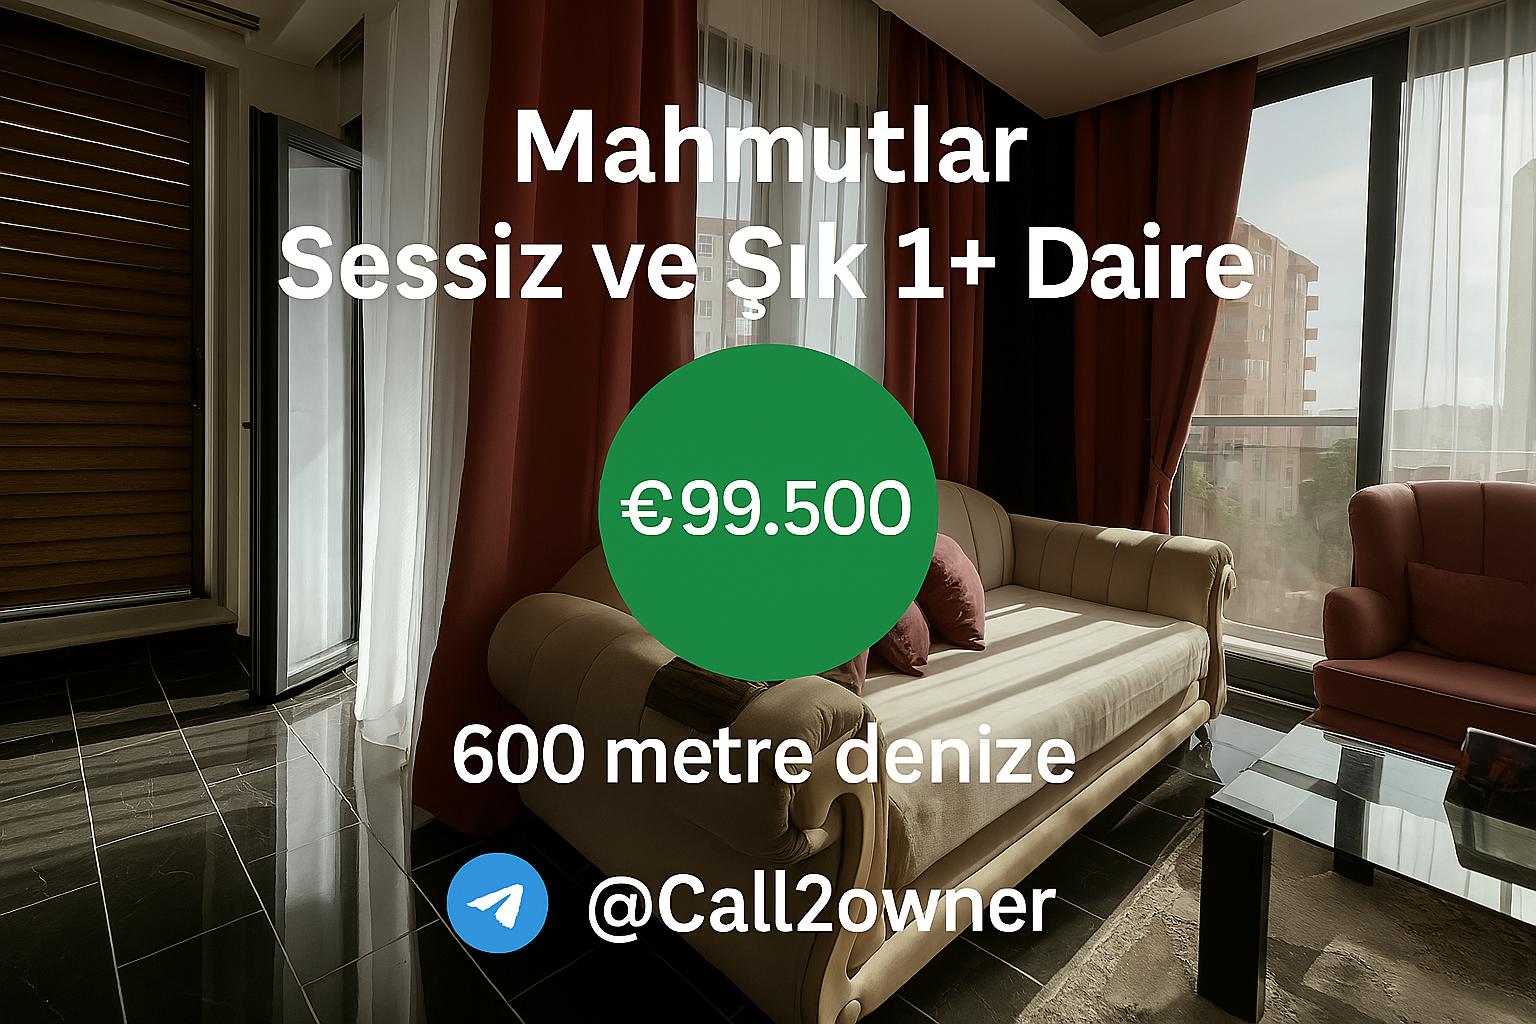 Mahmutlar
Sessiz ve Şık 1+ Daire
€99.500
600 metre denize
@Call2owner